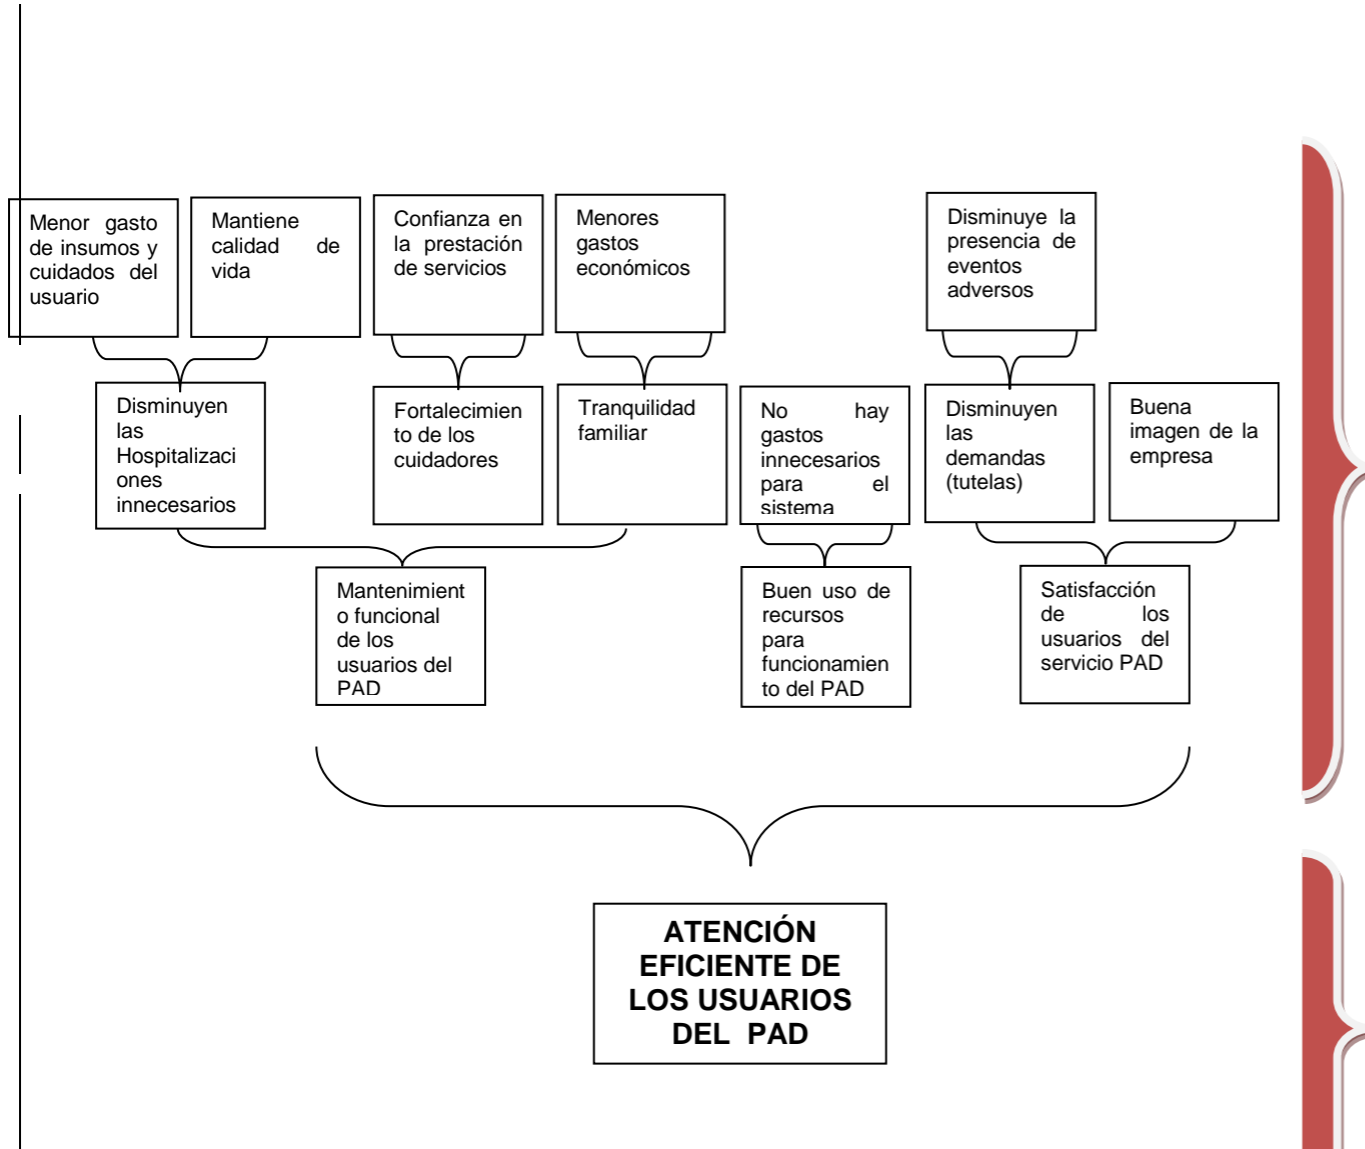 Menor gasto
de insumos y
cuidados del
usuario
Mantiene
calidad de
vida
Confianza en
la prestación
de servicios
Menores
gastos
económicos
Disminuye la
presencia de
eventos
adversos
Disminuyen
las
Hospitalizaci
ones
innecesarios
Fortalecimien
to de los
cuidadores
Tranquilidad
familiar
No hay
gastos
innecesarios
para el
sistema
Disminuyen
las
demandas
(tutelas)
Buena
imagen de la
empresa
Mantenimient
o funcional
de los
usuarios del
PAD
Buen uso de
recursos
para
funcionamien
to del PAD
Satisfacción
de los
usuarios del
servicio PAD
ATENCIÓN
EFICIENTE DE
LOS USUARIOS
DEL PAD